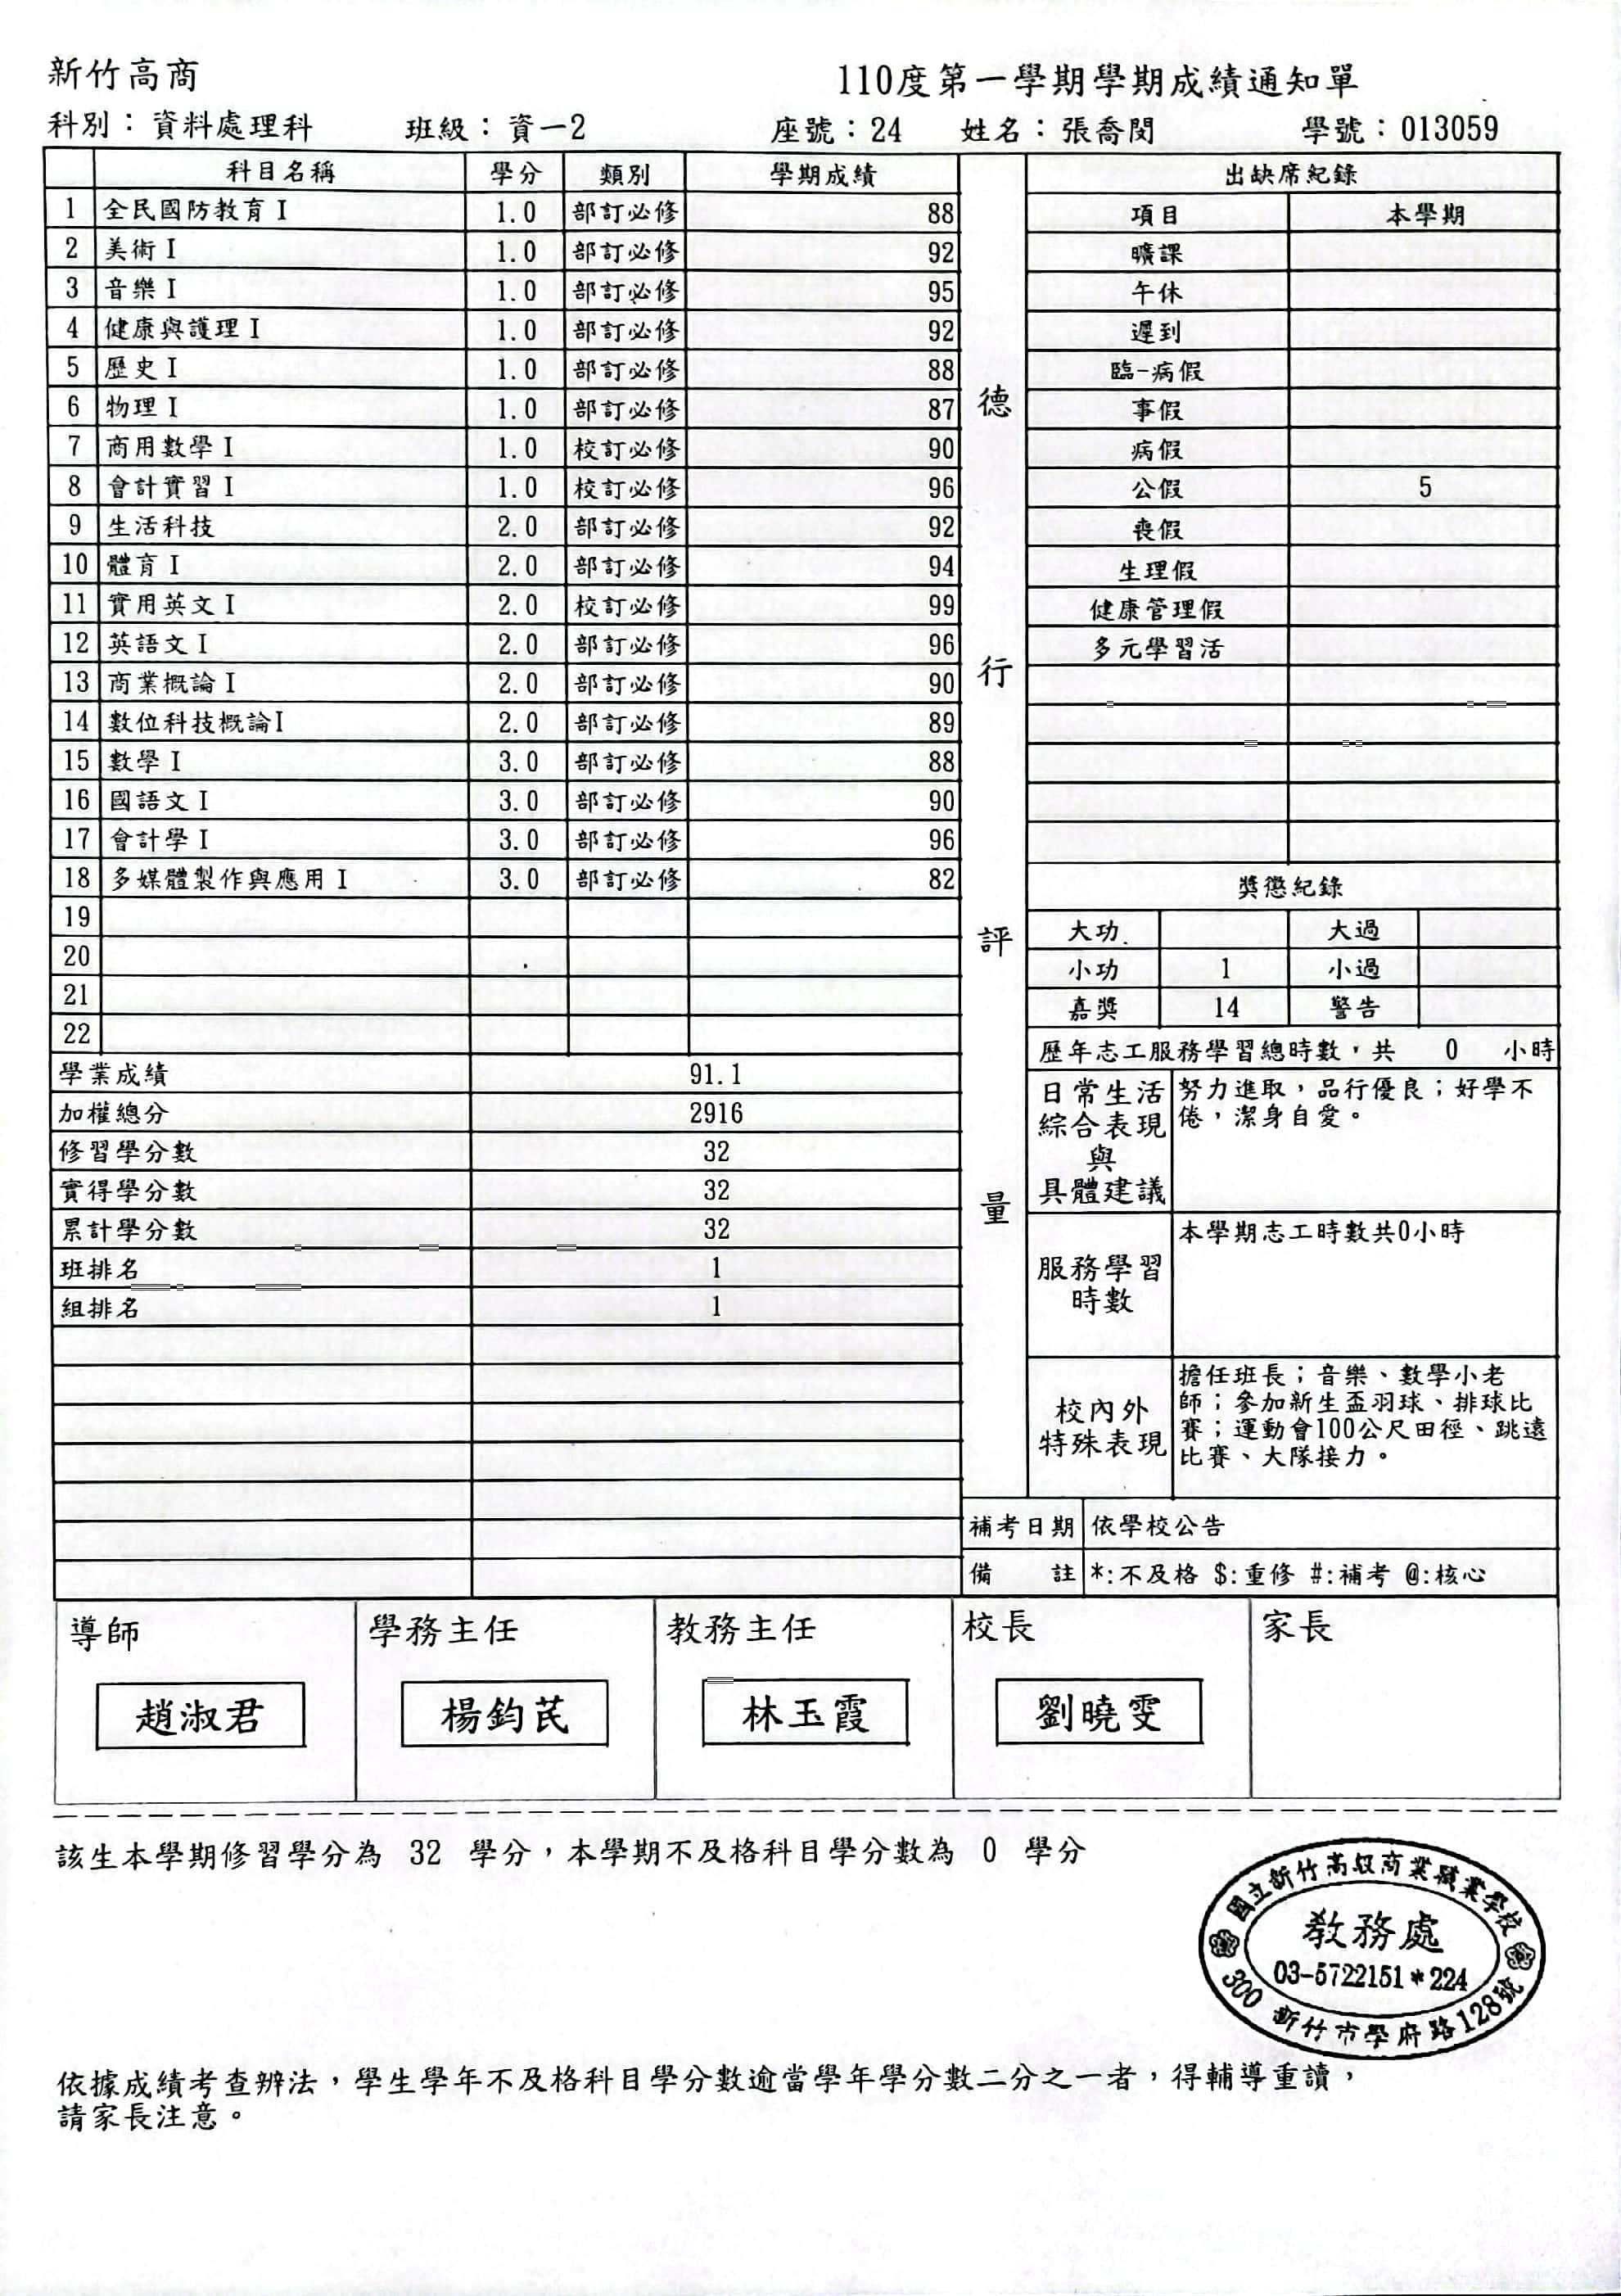 新竹高商
110度第一學期學期成績通知單
科別：資料處理科 班級：資一2 座號：24 姓名：張喬閔 學號：013059
科目名稱 學分 類別 學期成績
1 全民國防教育 I 1.0 部訂必修 88
2 美術 I 1.0 部訂必修 92
3 音樂 I 1.0 部訂必修 95
4 健康與護理 I 1.0 部訂必修 92
5 歷史 I 1.0 部訂必修 88
6 物理 I 1.0 部訂必修 87
7 商用數學 I 1.0 校訂必修 90
8 會計實習 I 1.0 校訂必修 96
9 生活科技 2.0 部訂必修 92
10 體育 I 2.0 部訂必修 94
11 實用英文 I 2.0 校訂必修 99
12 英語文 I 2.0 部訂必修 96
13 商業概論 I 2.0 部訂必修 90
14 數位科技概論I 2.0 部訂必修 89
15 數學 I 3.0 部訂必修 88
16 國語文 I 3.0 部訂必修 90
17 會計學 I 3.0 部訂必修 96
18 多媒體製作與應用 I 3.0 部訂必修 82
19
20
21
22
學業成績 91.1
加權總分 2916
修習學分數 32
實得學分數 32
累計學分數 32
班排名 1
組排名 1
德行評量
出缺席紀錄
項目 本學期
曠課
午休
遲到
臨-病假
事假
病假
公假 5
喪假
生理假
健康管理假
多元學習活
獎懲紀錄
大功 大過
小功 1 小過
嘉獎 14 警告
歷年志工服務學習總時數，共 0 小時
日常生活
綜合表現
與
具體建議
努力進取，品行優良；好學不
倦，潔身自愛。
服務學習
時數
本學期志工時數共0小時
校內外
特殊表現
擔任班長；音樂、數學小老
師；參加新生盃羽球、排球比
賽；運動會100公尺田徑、跳遠
比賽、大隊接力。
補考日期 依學校公告
備 註 *:不及格 $:重修 #:補考 @:核心
導師 學務主任 教務主任 校長 家長
趙淑君 楊鈞芪 林玉霞 劉曉雯
該生本學期修習學分為 32 學分，本學期不及格科目學分數為 0 學分
國立新竹高級商業職業學校
教務處
03-5722151＊224
300 新竹市學府路128號
依據成績考查辦法，學生學年不及格科目學分數逾當學年學分數二分之一者，得輔導重讀，
請家長注意。